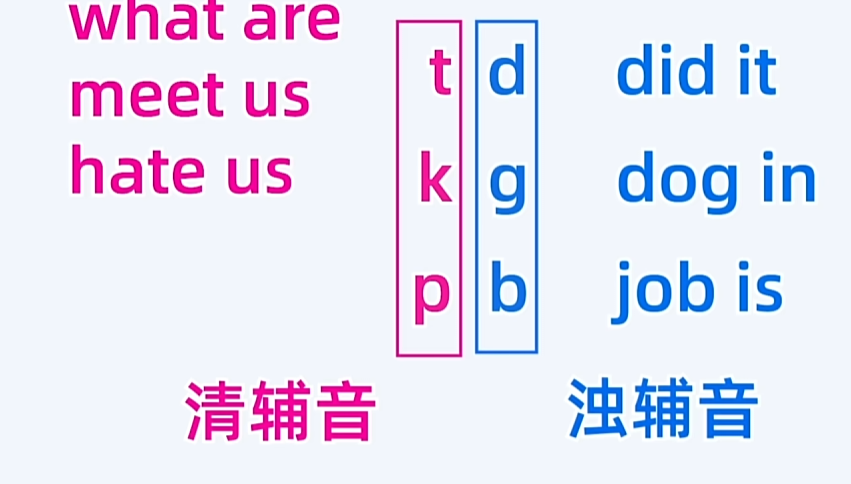 what are
meet us
hate us
t d did it
k g dog in
p b job is
清辅音 浊辅音